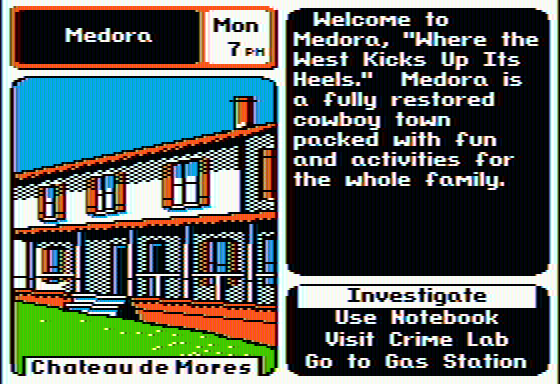 Medora
Mon
7 PM
Welcome to
Medora, "Where the
West Kicks Up Its
Heels."  Medora is
a fully restored
cowboy town
packed with fun
and activities for
the whole family.
Chateau de Mores
Investigate
Use Notebook
Visit Crime Lab
Go to Gas Station